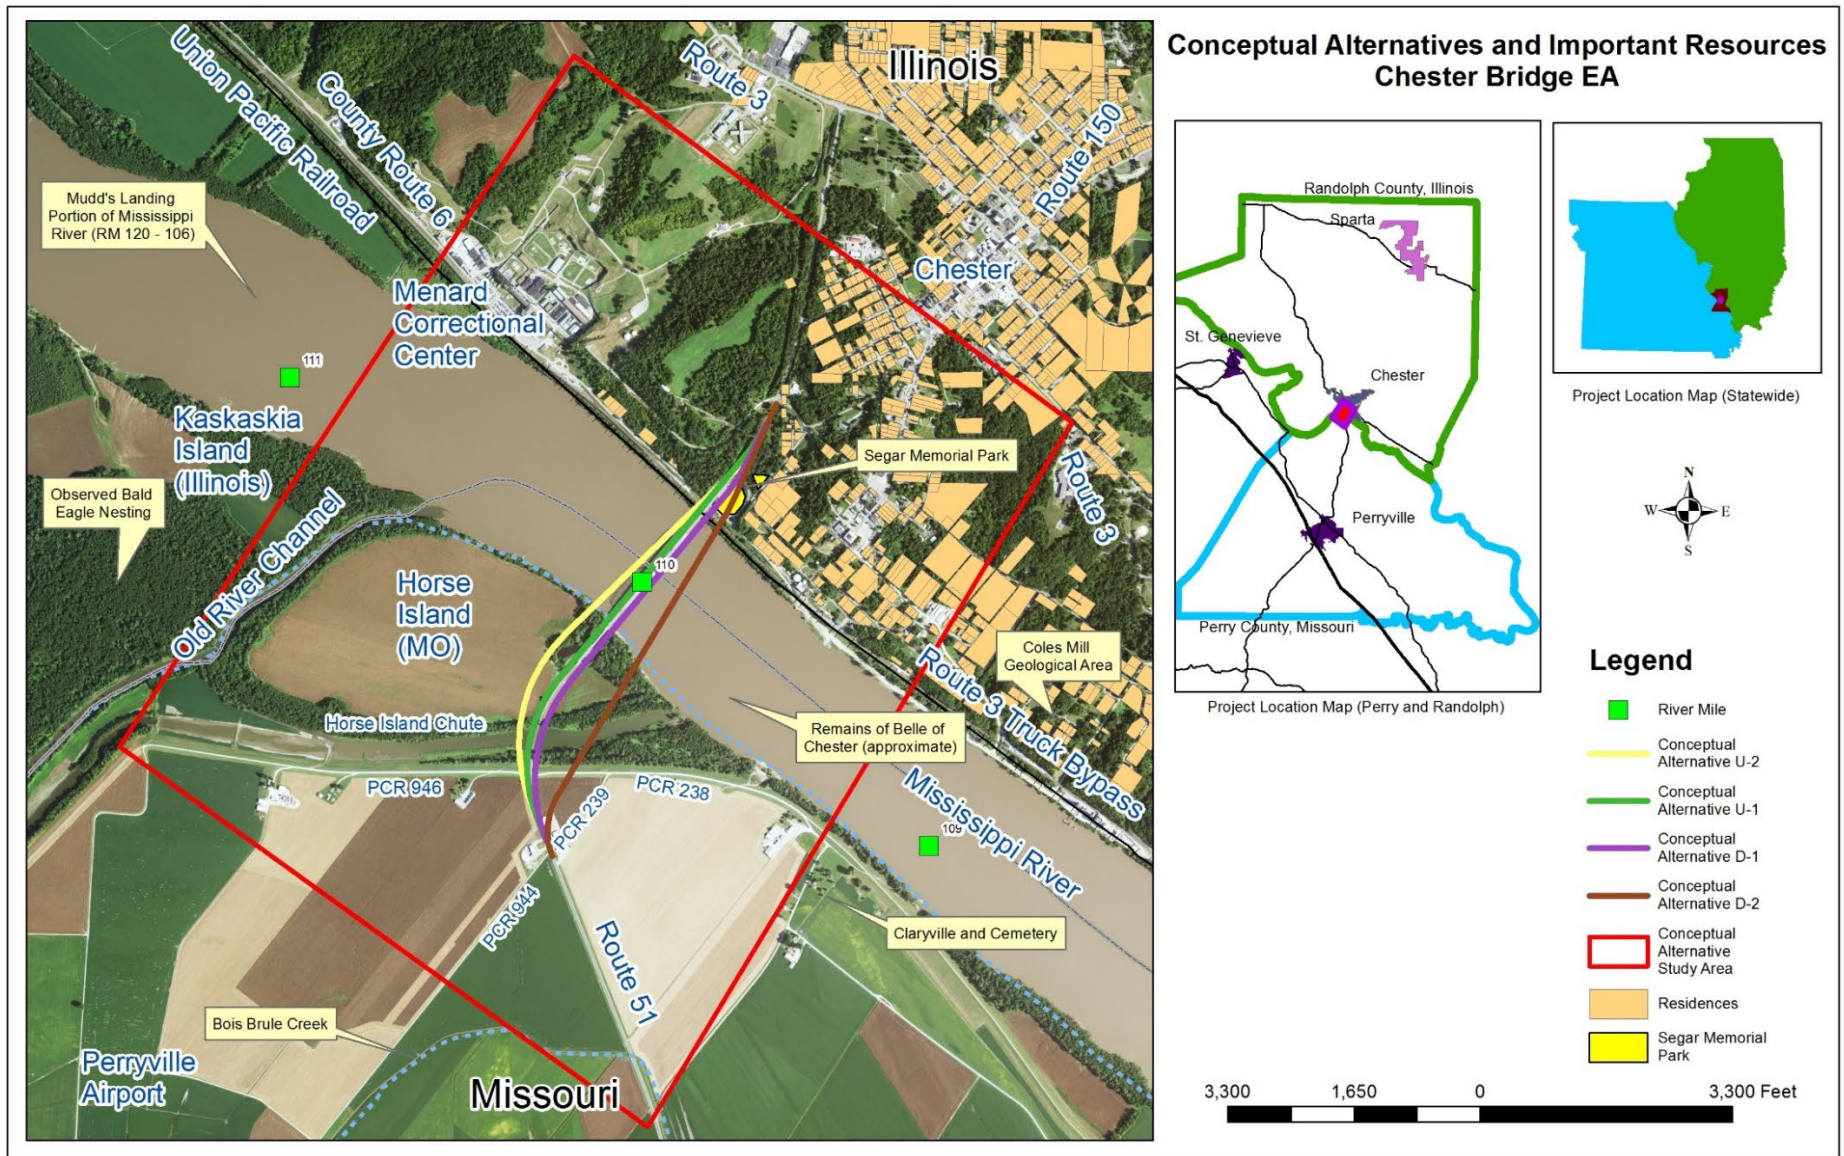 Conceptual Alternatives and Important Resources
Chester Bridge EA
Illinois
Route 3
Union Pacific Railroad
County Route 6
Route 150
Mudd's Landing
Portion of Mississippi
River (RM 120 - 106)
Chester
Menard
Correctional
Center
111
Kaskaskia
Island
(Illinois)
Segar Memorial Park
Observed Bald
Eagle Nesting
Route 3
Old River Channel
110
Horse
Island
(MO)
Coles Mill
Geological Area
Route 3 Truck Bypass
Horse Island Chute
Remains of Belle of
Chester (approximate)
PCR 946
PCR 239
PCR 238
Mississippi River
109
PCR 944
Claryville and Cemetery
Route 51
Bois Brule Creek
Perryville
Airport
Missouri
Randolph County, Illinois
Sparta
St. Genevieve
Chester
Perryville
Perry County, Missouri
Project Location Map (Perry and Randolph)
Project Location Map (Statewide)
N
W
E
S
Legend
River Mile
Conceptual
Alternative U-2
Conceptual
Alternative U-1
Conceptual
Alternative D-1
Conceptual
Alternative D-2
Conceptual
Alternative
Study Area
Residences
Segar Memorial
Park
3,300 1,650 0 3,300 Feet